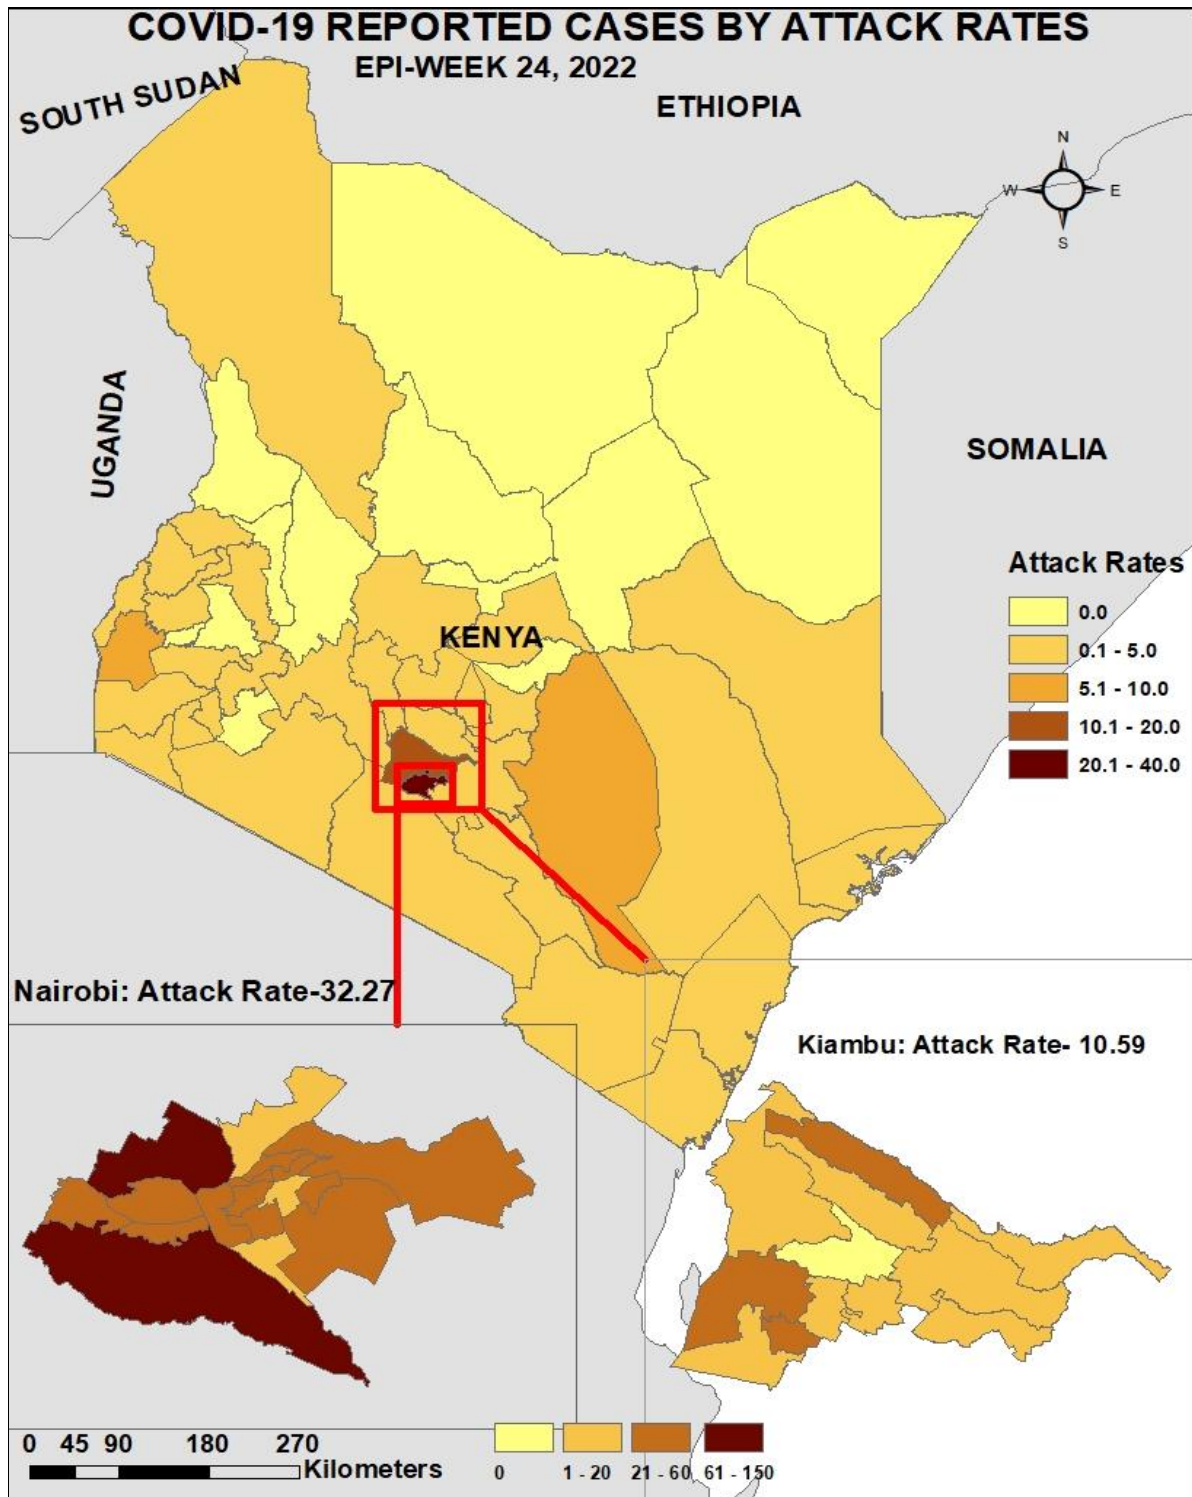 COVID-19 REPORTED CASES BY ATTACK RATES
EPI-WEEK 24, 2022
SOUTH SUDAN
ETHIOPIA
N
W E
S
UGANDA
SOMALIA
Attack Rates
0.0
0.1 - 5.0
5.1 - 10.0
10.1 - 20.0
20.1 - 40.0
KENYA
Nairobi: Attack Rate-32.27
Kiambu: Attack Rate- 10.59
0 45 90 180 270
Kilometers
0 1 - 20 21 - 60 61 - 150